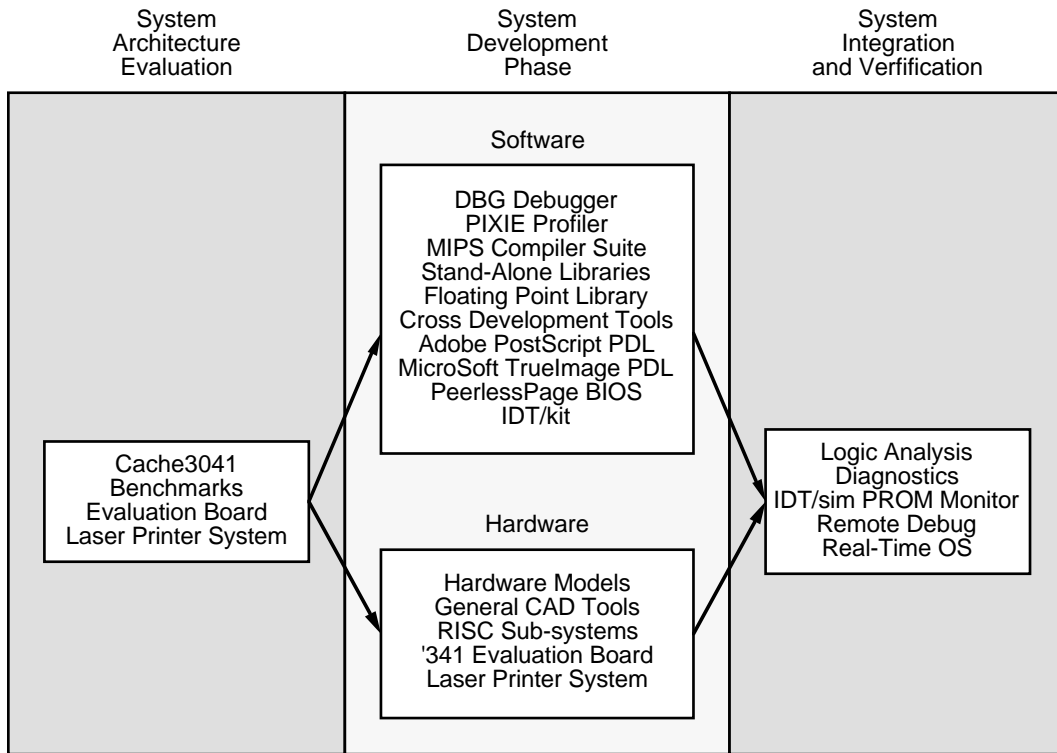 System
Architecture
Evaluation
System
Development
Phase
System
Integration
and Verfification
Software
DBG Debugger
PIXIE Profiler
MIPS Compiler Suite
Stand-Alone Libraries
Floating Point Library
Cross Development Tools
Adobe PostScript PDL
MicroSoft TrueImage PDL
PeerlessPage BIOS
IDT/kit
Cache3041
Benchmarks
Evaluation Board
Laser Printer System
Hardware
Hardware Models
General CAD Tools
RISC Sub-systems
'341 Evaluation Board
Laser Printer System
Logic Analysis
Diagnostics
IDT/sim PROM Monitor
Remote Debug
Real-Time OS